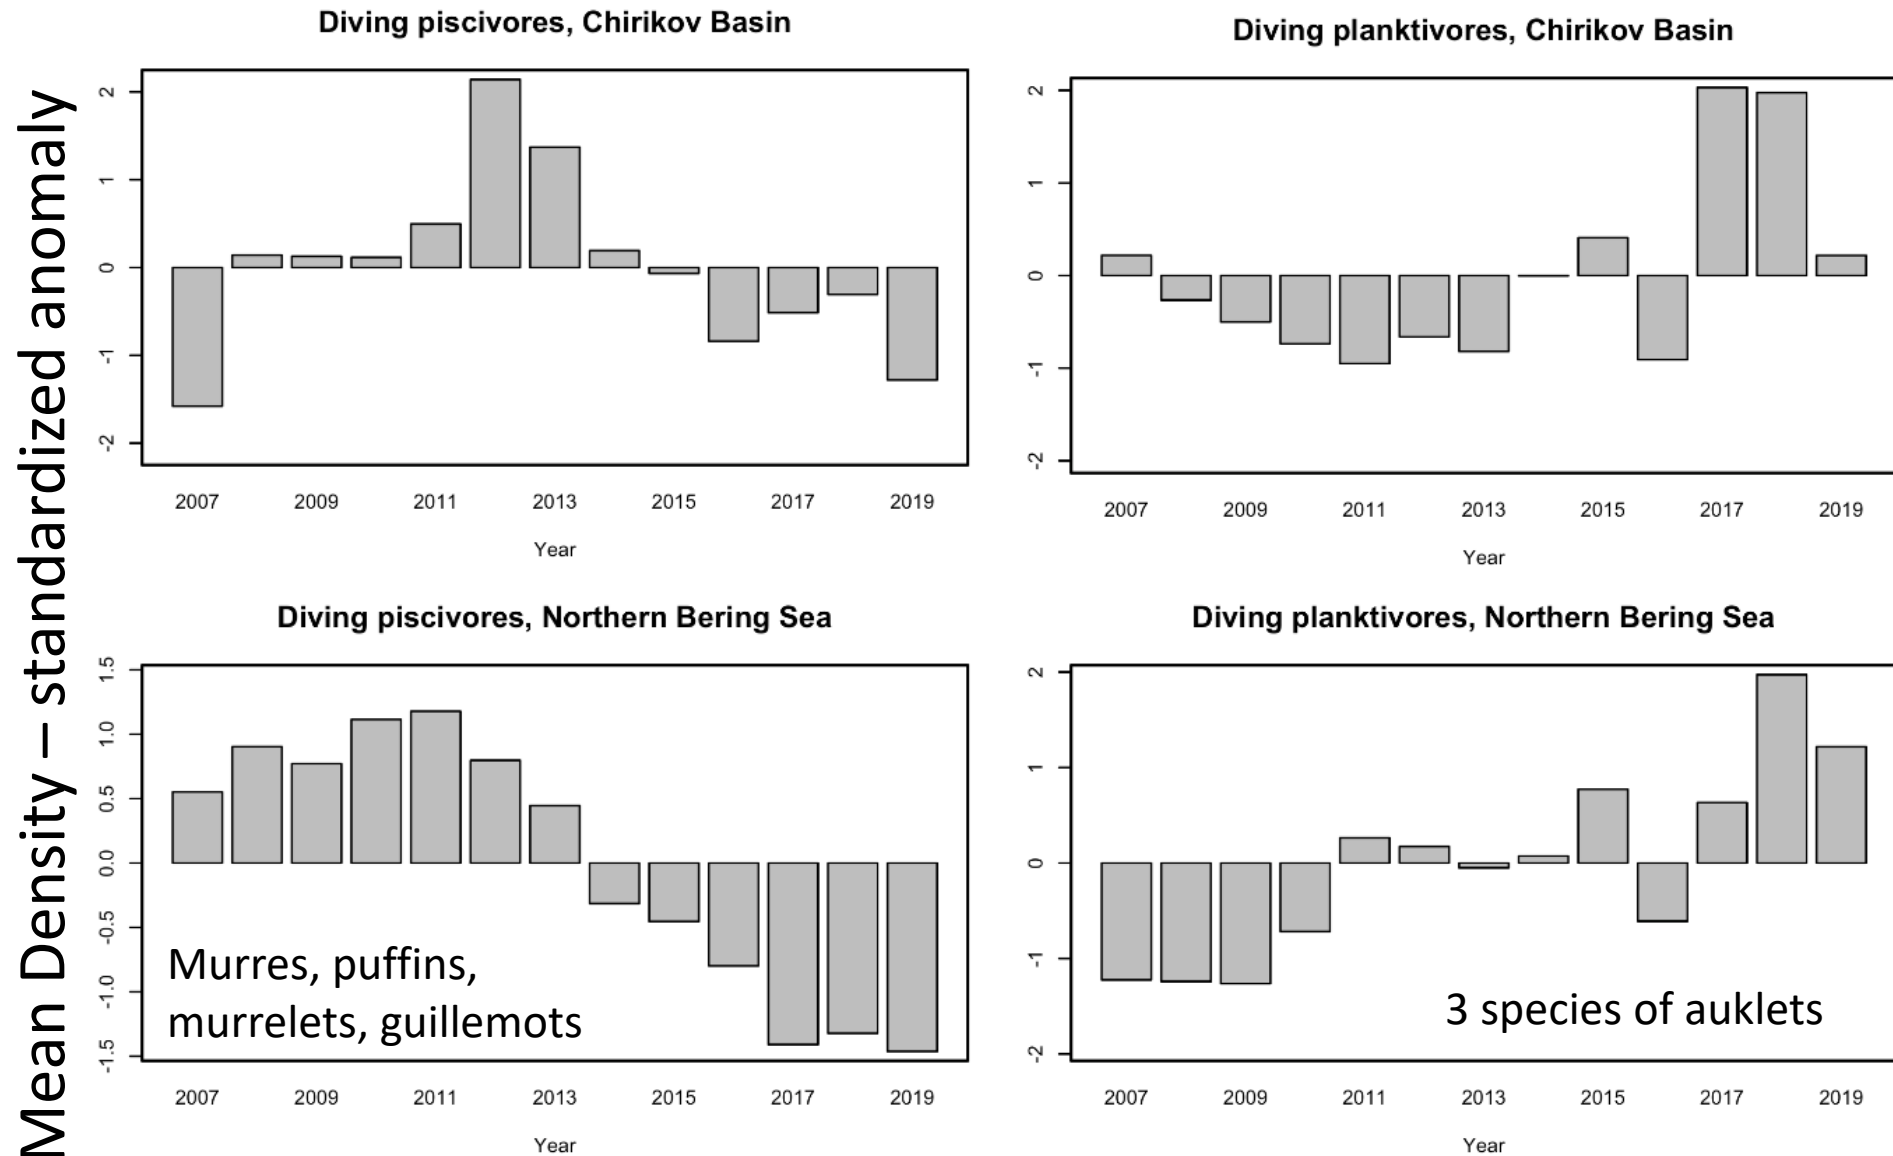 Mean Density – standardized anomaly
Diving piscivores, Chirikov Basin
2
1
0
-1
-2
2007 2009 2011 2013 2015 2017 2019
Year
Diving planktivores, Chirikov Basin
2
1
0
-1
-2
2007 2009 2011 2013 2015 2017 2019
Year
Diving piscivores, Northern Bering Sea
1.5
1.0
0.5
0.0
-0.5
-1.0
-1.5
Murres, puffins,
murrelets, guillemots
2007 2009 2011 2013 2015 2017 2019
Year
Diving planktivores, Northern Bering Sea
2
1
0
-1
-2
3 species of auklets
2007 2009 2011 2013 2015 2017 2019
Year